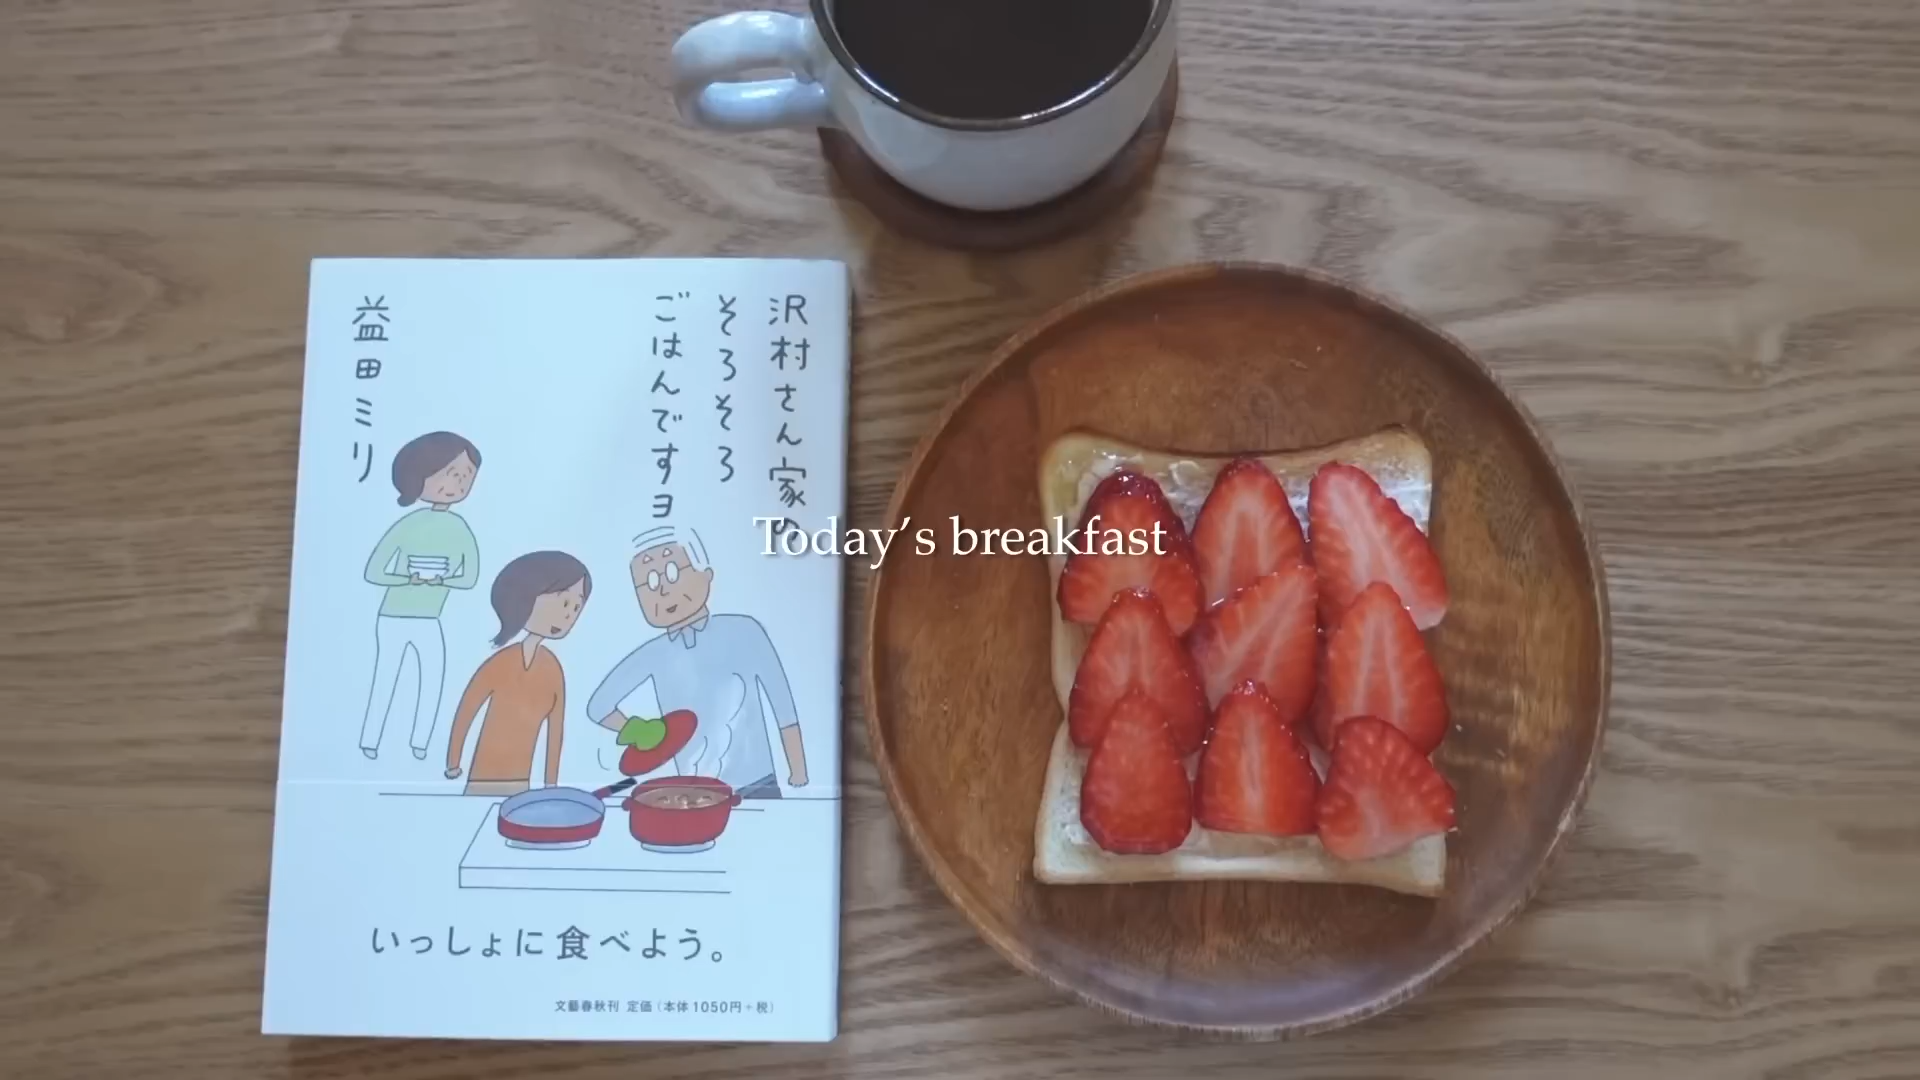 沢村さん家の
そろそろ
ごはんですヨ
益田ミリ
Today's breakfast
いっしょに食べよう。
文藝春秋刊 定価（本体1050円+税）